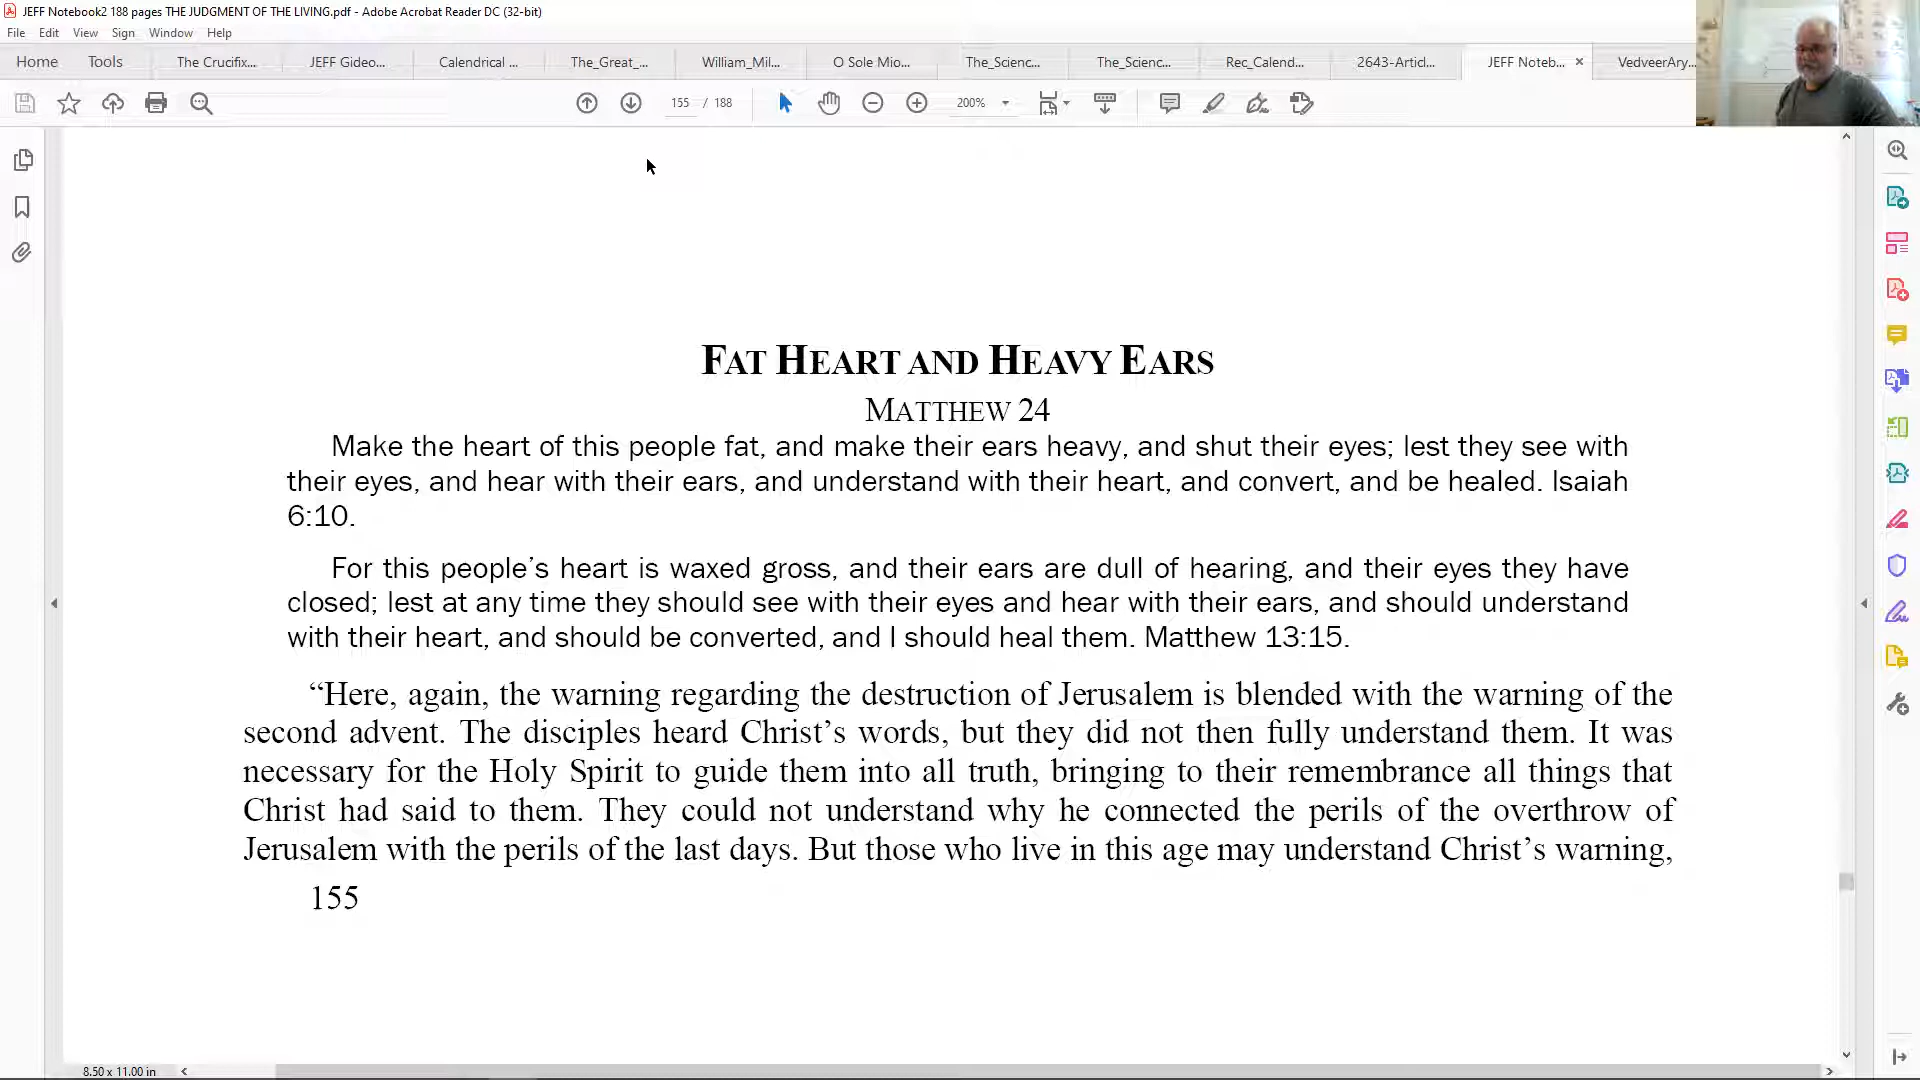 JEFF Notebook2 188 pages THE JUDGMENT OF THE LIVING.pdf - Adobe Acrobat Reader DC (32-bit)
File Edit View Sign Window Help
Home Tools The Crucifix... JEFF Gideo... Calendrical ... The_Great_... William_Mil... O Sole Mio... The_Scienc... The_Scienc... Rec_Calend... 2643-Articl... JEFF Noteb... × VedveerAry...
155 / 188 200%
FAT HEART AND HEAVY EARS
MATTHEW 24
Make the heart of this people fat, and make their ears heavy, and shut their eyes; lest they see with
their eyes, and hear with their ears, and understand with their heart, and convert, and be healed. Isaiah
6:10.
For this people’s heart is waxed gross, and their ears are dull of hearing, and their eyes they have
closed; lest at any time they should see with their eyes and hear with their ears, and should understand
with their heart, and should be converted, and I should heal them. Matthew 13:15.
“Here, again, the warning regarding the destruction of Jerusalem is blended with the warning of the
second advent. The disciples heard Christ’s words, but they did not then fully understand them. It was
necessary for the Holy Spirit to guide them into all truth, bringing to their remembrance all things that
Christ had said to them. They could not understand why he connected the perils of the overthrow of
Jerusalem with the perils of the last days. But those who live in this age may understand Christ’s warning,
155
8.50 x 11.00 in